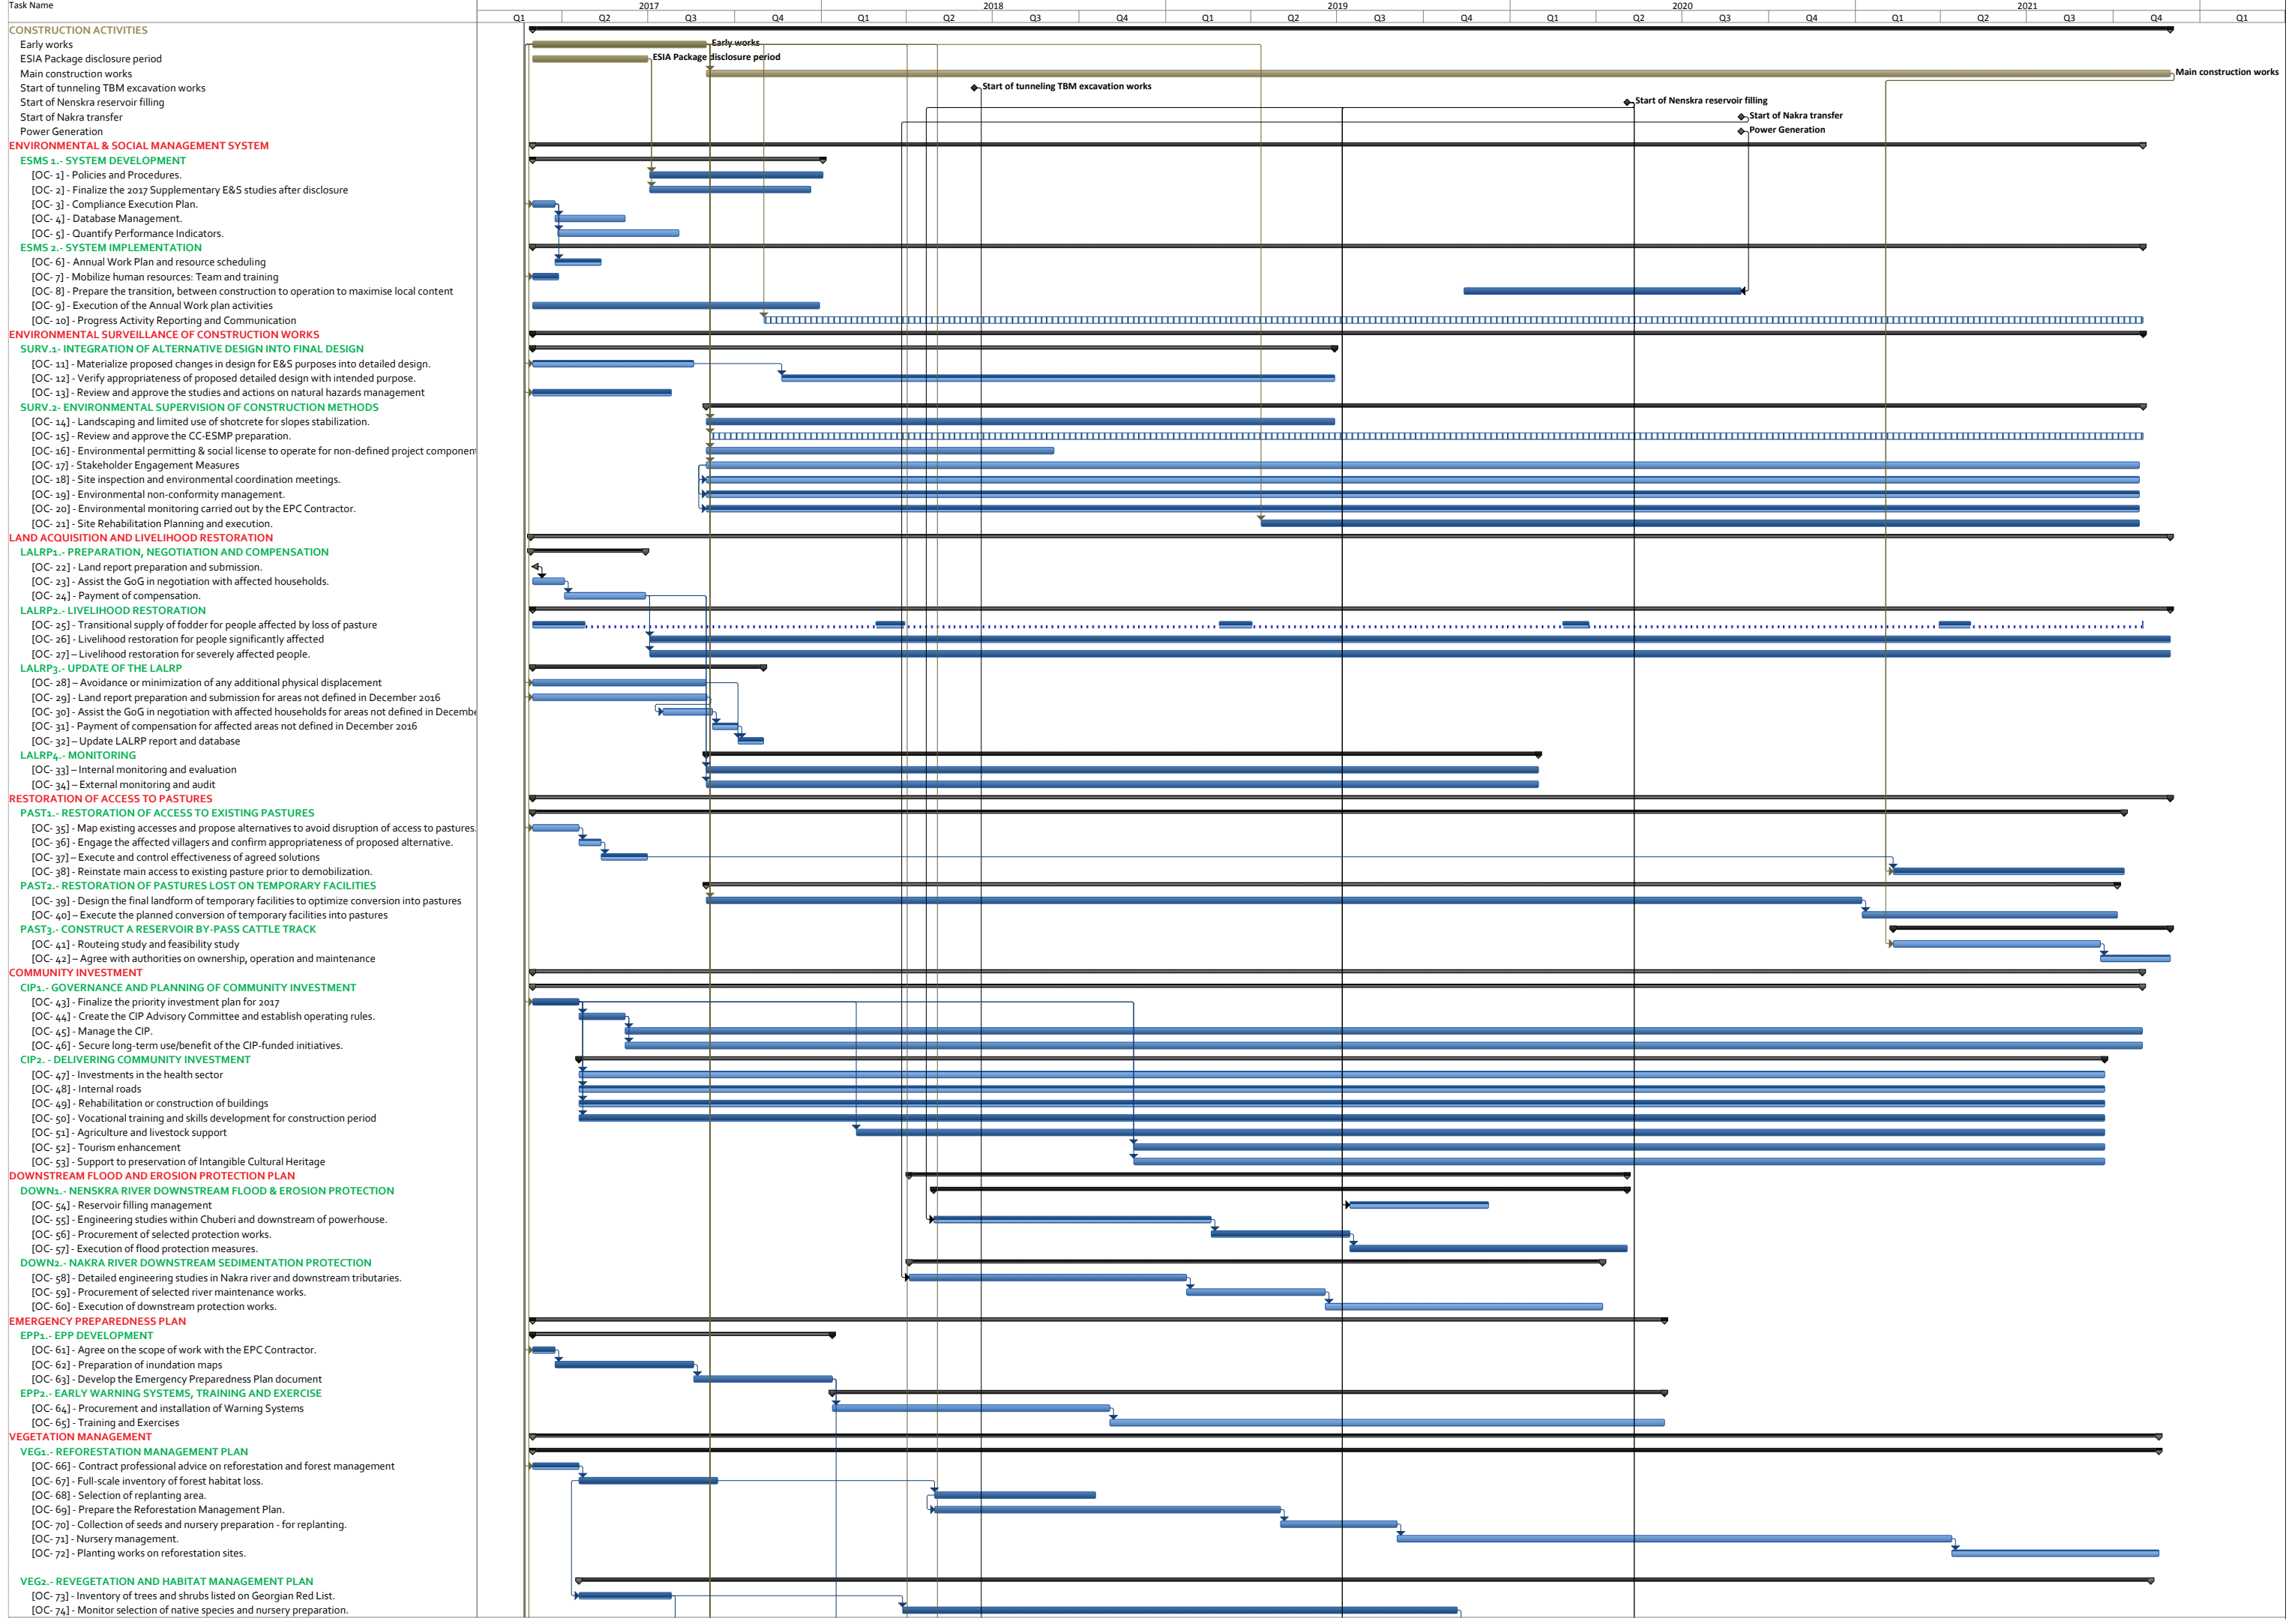 Task Name
2017 2018 2019 2020 2021
Q1 Q2 Q3 Q4 Q1 Q2 Q3 Q4 Q1 Q2 Q3 Q4 Q1 Q2 Q3 Q4 Q1 Q2 Q3 Q4 Q1
CONSTRUCTION ACTIVITIES
Early works Early works
ESIA Package disclosure period ESIA Package disclosure period
Main construction works Main construction works
Start of tunneling TBM excavation works Start of tunneling TBM excavation works
Start of Nenskra reservoir filling Start of Nenskra reservoir filling
Start of Nakra transfer Start of Nakra transfer
Power Generation Power Generation
ENVIRONMENTAL & SOCIAL MANAGEMENT SYSTEM
ESMS 1.- SYSTEM DEVELOPMENT
[OC- 1] - Policies and Procedures.
[OC- 2] - Finalize the 2017 Supplementary E&S studies after disclosure
[OC- 3] - Compliance Execution Plan.
[OC- 4] - Database Management.
[OC- 5] - Quantify Performance Indicators.
ESMS 2.- SYSTEM IMPLEMENTATION
[OC- 6] - Annual Work Plan and resource scheduling
[OC- 7] - Mobilize human resources: Team and training
[OC- 8] - Prepare the transition, between construction to operation to maximise local content
[OC- 9] - Execution of the Annual Work plan activities
[OC- 10] - Progress Activity Reporting and Communication
ENVIRONMENTAL SURVEILLANCE OF CONSTRUCTION WORKS
SURV.1- INTEGRATION OF ALTERNATIVE DESIGN INTO FINAL DESIGN
[OC- 11] - Materialize proposed changes in design for E&S purposes into detailed design.
[OC- 12] - Verify appropriateness of proposed detailed design with intended purpose.
[OC- 13] - Review and approve the studies and actions on natural hazards management
SURV.2- ENVIRONMENTAL SUPERVISION OF CONSTRUCTION METHODS
[OC- 14] - Landscaping and limited use of shotcrete for slopes stabilization.
[OC- 15] - Review and approve the CC-ESMP preparation.
[OC- 16] - Environmental permitting & social license to operate for non-defined project component
[OC- 17] - Stakeholder Engagement Measures
[OC- 18] - Site inspection and environmental coordination meetings.
[OC- 19] - Environmental non-conformity management.
[OC- 20] - Environmental monitoring carried out by the EPC Contractor.
[OC- 21] - Site Rehabilitation Planning and execution.
LAND ACQUISITION AND LIVELIHOOD RESTORATION
LALRP1.- PREPARATION, NEGOTIATION AND COMPENSATION
[OC- 22] - Land report preparation and submission.
[OC- 23] - Assist the GoG in negotiation with affected households.
[OC- 24] - Payment of compensation.
LALRP2.- LIVELIHOOD RESTORATION
[OC- 25] - Transitional supply of fodder for people affected by loss of pasture
[OC- 26] - Livelihood restoration for people significantly affected
[OC- 27] – Livelihood restoration for severely affected people.
LALRP3.- UPDATE OF THE LALRP
[OC- 28] – Avoidance or minimization of any additional physical displacement
[OC- 29] - Land report preparation and submission for areas not defined in December 2016
[OC- 30] - Assist the GoG in negotiation with affected households for areas not defined in Decembe
[OC- 31] - Payment of compensation for affected areas not defined in December 2016
[OC- 32] – Update LALRP report and database
LALRP4.- MONITORING
[OC- 33] – Internal monitoring and evaluation
[OC- 34] – External monitoring and audit
RESTORATION OF ACCESS TO PASTURES
PAST1.- RESTORATION OF ACCESS TO EXISTING PASTURES
[OC- 35] - Map existing accesses and propose alternatives to avoid disruption of access to pastures.
[OC- 36] - Engage the affected villagers and confirm appropriateness of proposed alternative.
[OC- 37] – Execute and control effectiveness of agreed solutions
[OC- 38] - Reinstate main access to existing pasture prior to demobilization.
PAST2.- RESTORATION OF PASTURES LOST ON TEMPORARY FACILITIES
[OC- 39] - Design the final landform of temporary facilities to optimize conversion into pastures
[OC- 40] – Execute the planned conversion of temporary facilities into pastures
PAST3.- CONSTRUCT A RESERVOIR BY-PASS CATTLE TRACK
[OC- 41] - Routeing study and feasibility study
[OC- 42] – Agree with authorities on ownership, operation and maintenance
COMMUNITY INVESTMENT
CIP1.- GOVERNANCE AND PLANNING OF COMMUNITY INVESTMENT
[OC- 43] - Finalize the priority investment plan for 2017
[OC- 44] - Create the CIP Advisory Committee and establish operating rules.
[OC- 45] - Manage the CIP.
[OC- 46] - Secure long-term use/benefit of the CIP-funded initiatives.
CIP2. - DELIVERING COMMUNITY INVESTMENT
[OC- 47] - Investments in the health sector
[OC- 48] - Internal roads
[OC- 49] - Rehabilitation or construction of buildings
[OC- 50] - Vocational training and skills development for construction period
[OC- 51] - Agriculture and livestock support
[OC- 52] - Tourism enhancement
[OC- 53] - Support to preservation of Intangible Cultural Heritage
DOWNSTREAM FLOOD AND EROSION PROTECTION PLAN
DOWN1.- NENSKRA RIVER DOWNSTREAM FLOOD & EROSION PROTECTION
[OC- 54] - Reservoir filling management
[OC- 55] - Engineering studies within Chuberi and downstream of powerhouse.
[OC- 56] - Procurement of selected protection works.
[OC- 57] - Execution of flood protection measures.
DOWN2.- NAKRA RIVER DOWNSTREAM SEDIMENTATION PROTECTION
[OC- 58] - Detailed engineering studies in Nakra river and downstream tributaries.
[OC- 59] - Procurement of selected river maintenance works.
[OC- 60] - Execution of downstream protection works.
EMERGENCY PREPAREDNESS PLAN
EPP1.- EPP DEVELOPMENT
[OC- 61] - Agree on the scope of work with the EPC Contractor.
[OC- 62] - Preparation of inundation maps
[OC- 63] - Develop the Emergency Preparedness Plan document
EPP2.- EARLY WARNING SYSTEMS, TRAINING AND EXERCISE
[OC- 64] - Procurement and installation of Warning Systems
[OC- 65] - Training and Exercises
VEGETATION MANAGEMENT
VEG1.- REFORESTATION MANAGEMENT PLAN
[OC- 66] - Contract professional advice on reforestation and forest management
[OC- 67] - Full-scale inventory of forest habitat loss.
[OC- 68] - Selection of replanting area.
[OC- 69] - Prepare the Reforestation Management Plan.
[OC- 70] - Collection of seeds and nursery preparation - for replanting.
[OC- 71] - Nursery management.
[OC- 72] - Planting works on reforestation sites.
VEG2.- REVEGETATION AND HABITAT MANAGEMENT PLAN
[OC- 73] - Inventory of trees and shrubs listed on Georgian Red List.
[OC- 74] - Monitor selection of native species and nursery preparation.